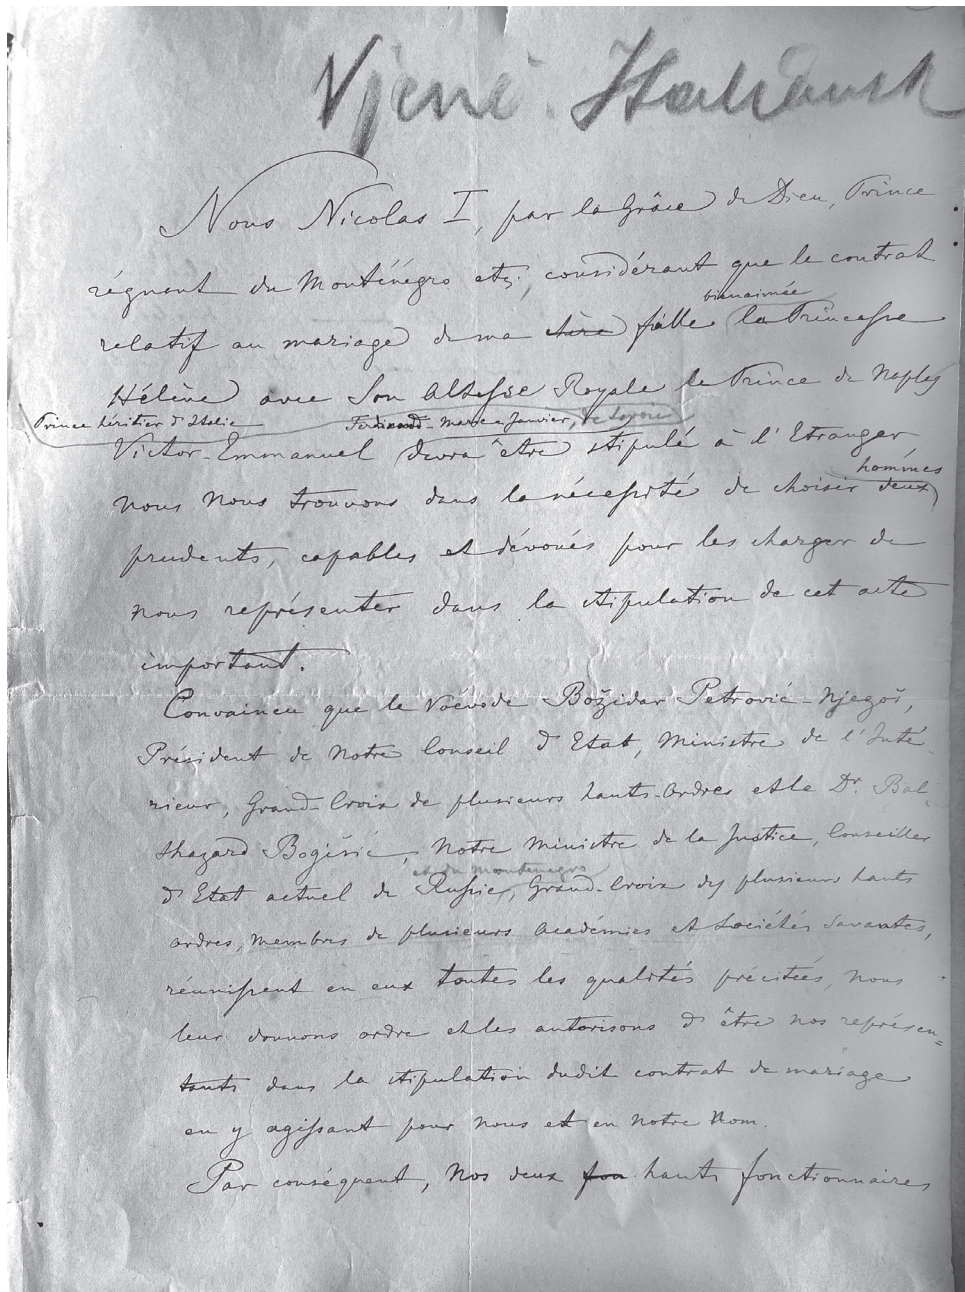 Nous Nicolas I, par la Grâce de Dieu, Prince
régnant du Monténégro etc, considérant que le contrat
bienaimée
relatif au mariage de ma chère fille la Princesse
Hélène avec Son Altesse Royale le Prince de Naples
Prince héritier d'Italie Ferdinand-Marie-Janvier, de Savoie
Victor-Emmanuel devra être stipulé à l'Etranger
hommes
nous nous trouvons dans la nécessité de choisir deux
prudents, capables et dévoués pour les charger de
nous représenter dans la stipulation de cet acte
important.
Convaincu que le Voévode Božidar Petrović-Njegoš,
Président de Notre Conseil d'Etat, Ministre de l'Inté-
rieur, Grand-Croix de plusieurs hauts-ordres et le Dr. Bal-
thazard Bogišić, Notre Ministre de la Justice, Conseiller
et du Montenegro
d'Etat actuel de Russie, Grand-Croix de plusieurs hauts
ordres, membres de plusieurs académies et Sociétés Savantes,
réunissent en eux toutes les qualités precitées, nous
leur donnons ordre et les autorisons d'être nos représen=
tants dans la stipulation dudit contrat de mariage
en y agissant pour nous et en notre Nom.
Par conséquent, Nos deux fon hauts fonctionnaires